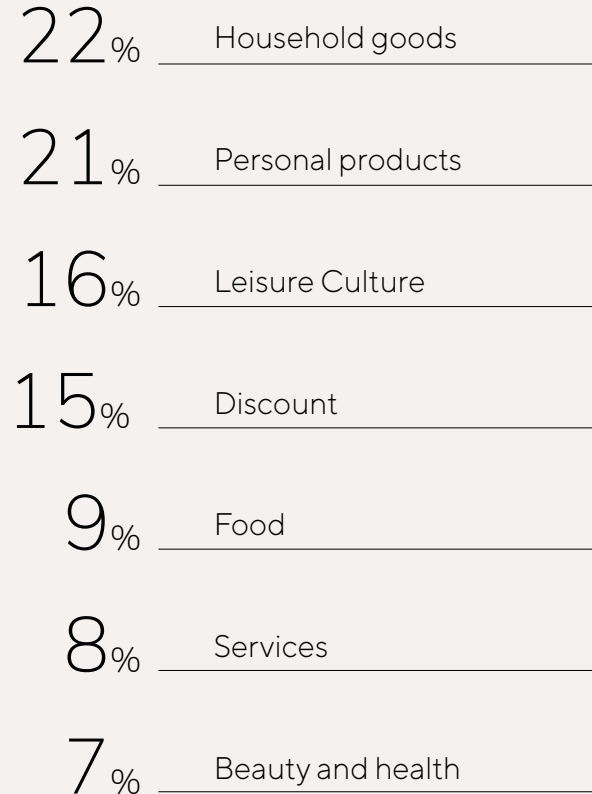 22% Household goods
21% Personal products
16% Leisure Culture
15% Discount
9% Food
8% Services
7% Beauty and health